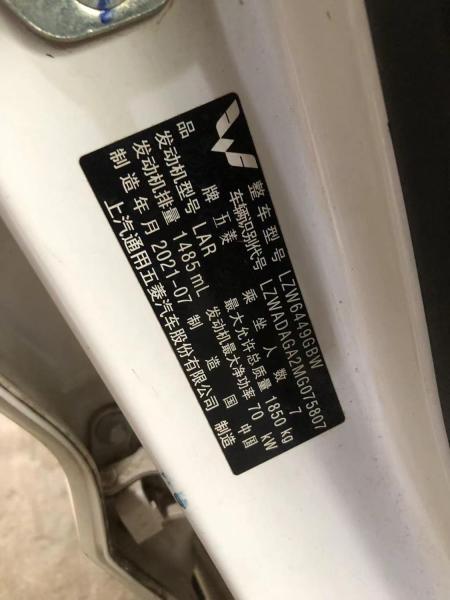 整车型号 LZW6449GBW
车辆识别代号 LZWADAGA2MG075807
品牌 五菱 乘坐人数 7
发动机型号 LAR 最大允许总质量 1850 kg
发动机排量 1485 mL 发动机最大净功率 70 kW
制造年月 2021-07 制造国 中国
上汽通用五菱汽车股份有限公司 制造